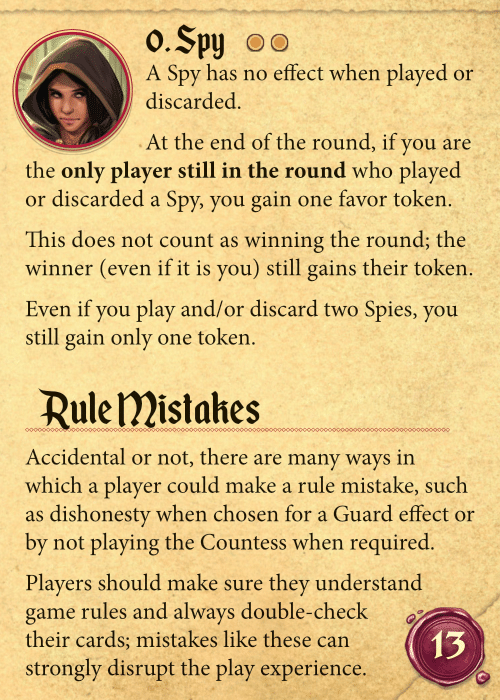 0. Spy
A Spy has no effect when played or
discarded.
At the end of the round, if you are
the only player still in the round who played
or discarded a Spy, you gain one favor token.
This does not count as winning the round; the
winner (even if it is you) still gains their token.
Even if you play and/or discard two Spies, you
still gain only one token.
Rule Mistakes
Accidental or not, there are many ways in
which a player could make a rule mistake, such
as dishonesty when chosen for a Guard effect or
by not playing the Countess when required.
Players should make sure they understand
game rules and always double-check
their cards; mistakes like these can
strongly disrupt the play experience.
13